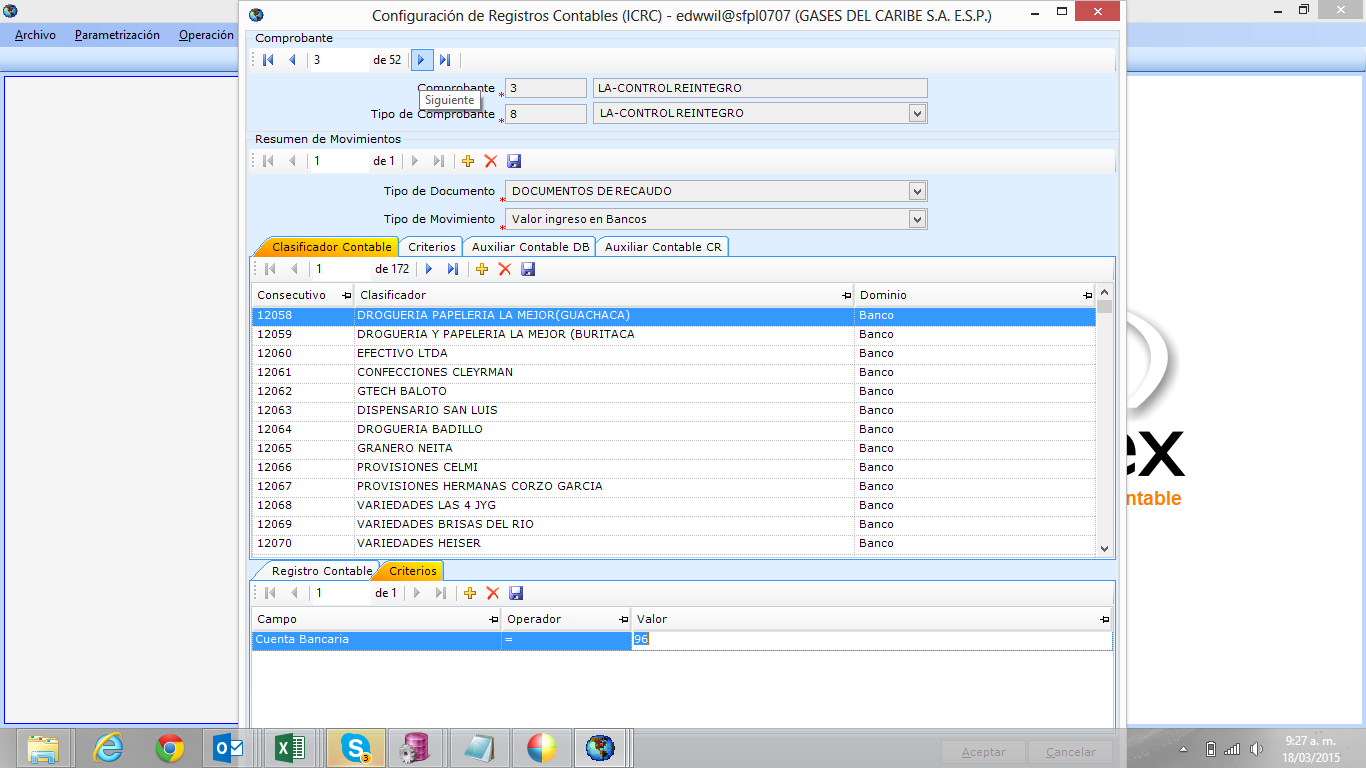 Configuración de Registros Contables (ICRC) - edwwil@sfpl0707 (GASES DEL CARIBE S.A. E.S.P.)
Archivo Parametrización Operación
Comprobante
3 de 52
Comprobante 3 LA-CONTROL REINTEGRO
Siguiente
Tipo de Comprobante 8 LA-CONTROL REINTEGRO
Resumen de Movimientos
1 de 1
Tipo de Documento DOCUMENTOS DE RECAUDO
Tipo de Movimiento Valor ingreso en Bancos
Clasificador Contable Criterios Auxiliar Contable DB Auxiliar Contable CR
1 de 172
Consecutivo Clasificador Dominio
12058 DROGUERIA PAPELERIA LA MEJOR(GUACHACA) Banco
12059 DROGUERIA Y PAPELERIA LA MEJOR (BURITACA Banco
12060 EFECTIVO LTDA Banco
12061 CONFECCIONES CLEYRMAN Banco
12062 GTECH BALOTO Banco
12063 DISPENSARIO SAN LUIS Banco
12064 DROGUERIA BADILLO Banco
12065 GRANERO NEITA Banco
12066 PROVISIONES CELMI Banco
12067 PROVISIONES HERMANAS CORZO GARCIA Banco
12068 VARIEDADES LAS 4 JYG Banco
12069 VARIEDADES BRISAS DEL RIO Banco
12070 VARIEDADES HEISER Banco
ex
ntable
Registro Contable Criterios
1 de 1
Campo Operador Valor
Cuenta Bancaria = 96
Aceptar Cancelar
3
9:27 a. m.
18/03/2015